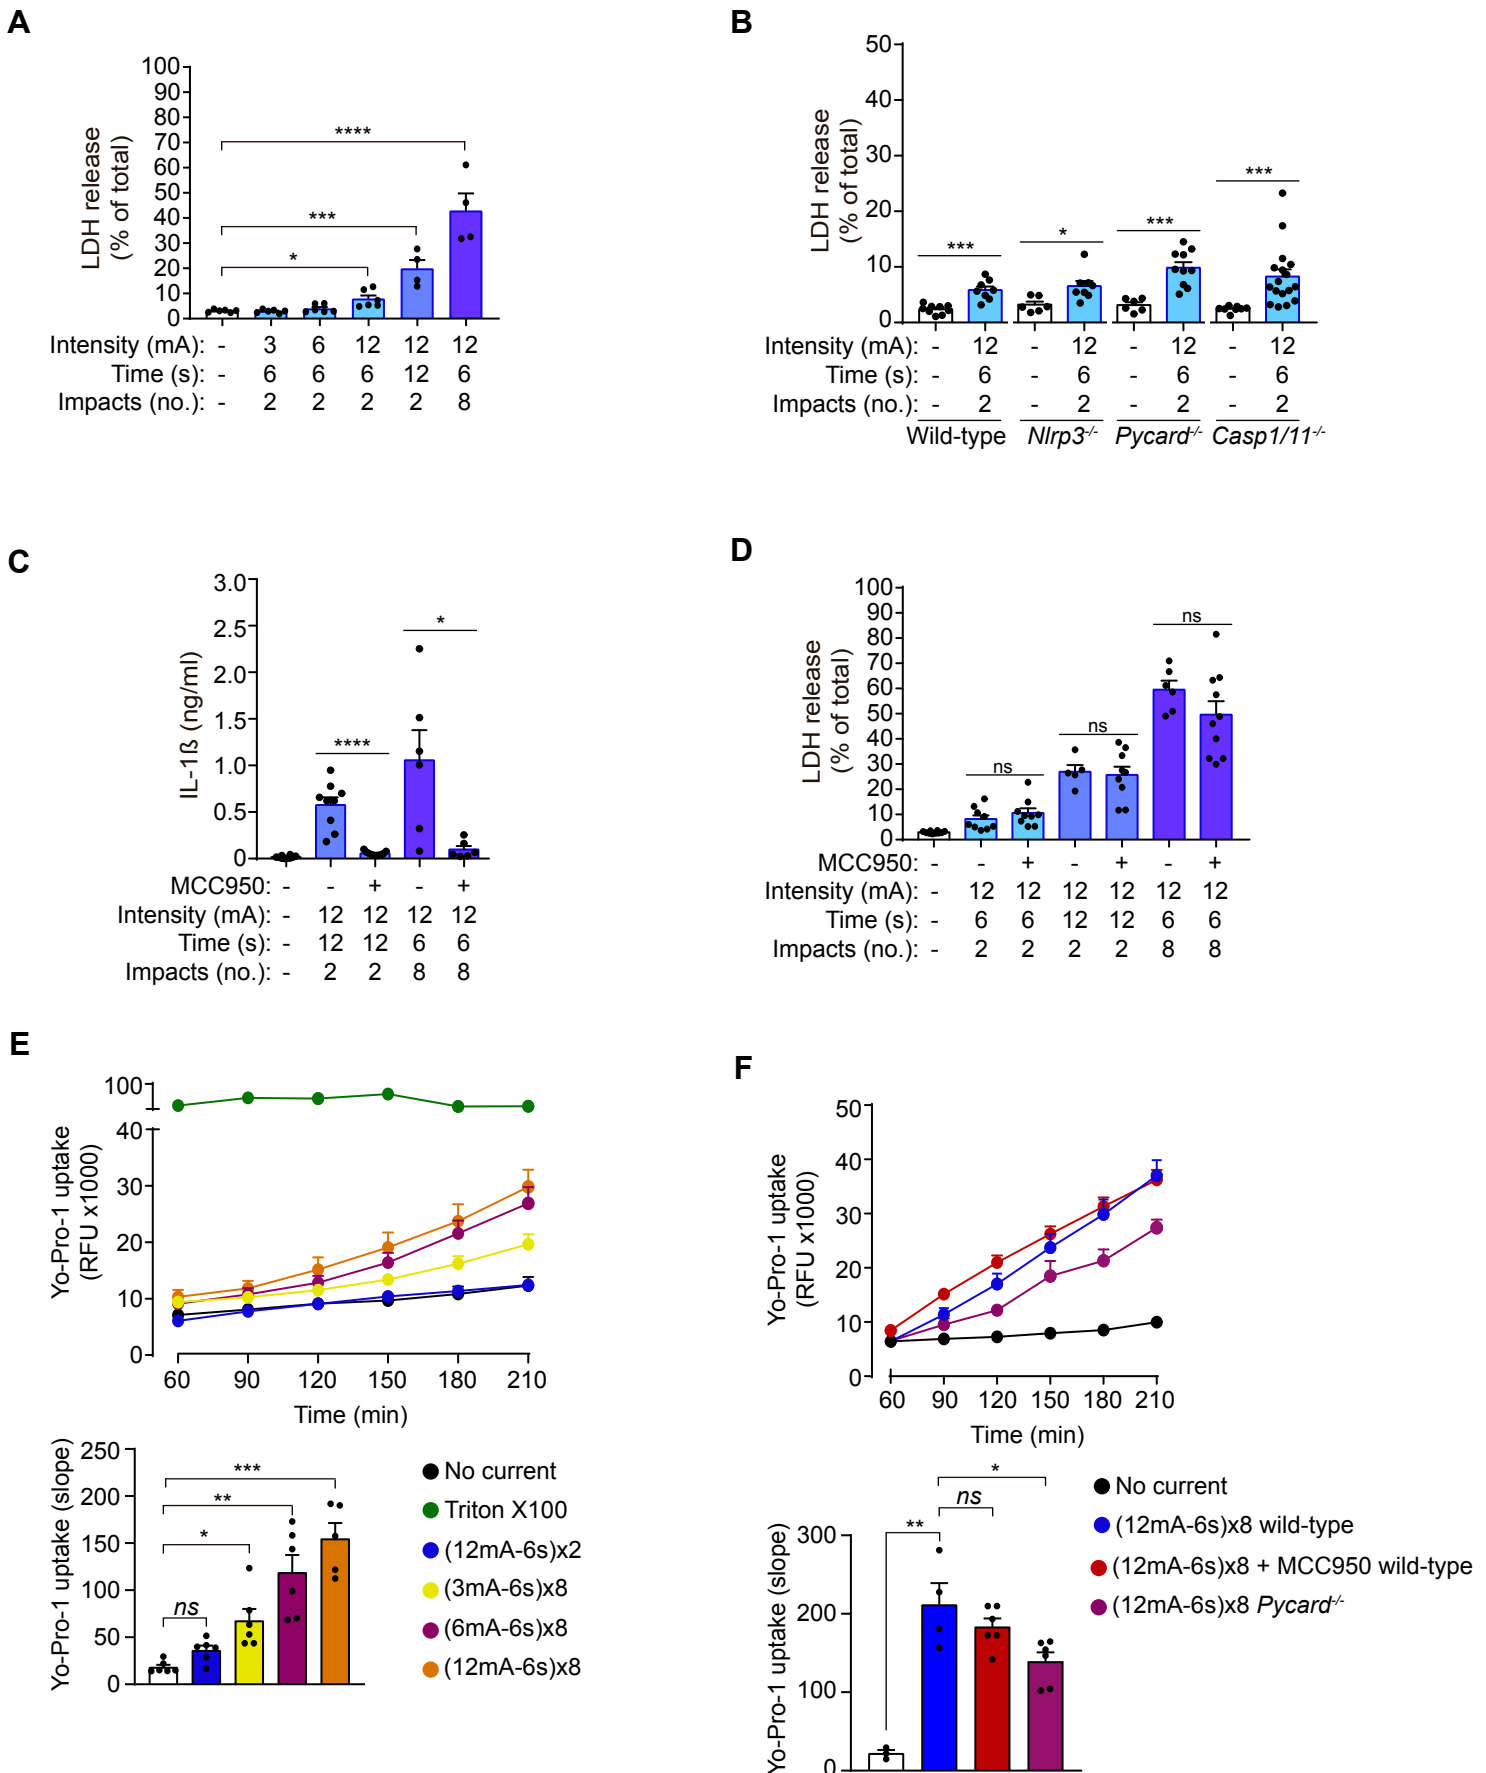 A
LDH release
(% of total)
100
90
80
70
60
50
40
30
20
10
0
****
***
*
Intensity (mA): - 3 6 12 12 12
Time (s): - 6 6 6 12 6
Impacts (no.): - 2 2 2 2 8
B
LDH release
(% of total)
50
40
30
20
10
0
*** * *** ***
Intensity (mA): - 12 - 12 - 12 - 12
Time (s): - 6 - 6 - 6 - 6
Impacts (no.): - 2 - 2 - 2 - 2
Wild-type Nlrp3-/- Pycard-/- Casp1/11-/-
C
IL-1ß (ng/ml)
3.0
2.5
2.0
1.5
1.0
0.5
0
**** *
MCC950: - - + - +
Intensity (mA): - 12 12 12 12
Time (s): - 12 12 6 6
Impacts (no.): - 2 2 8 8
D
LDH release
(% of total)
100
90
80
70
60
50
40
30
20
10
0
ns ns ns
MCC950: - - + - + - +
Intensity (mA): - 12 12 12 12 12 12
Time (s): - 6 6 12 12 6 6
Impacts (no.): - 2 2 2 2 8 8
E
Yo-Pro-1 uptake
(RFU x1000)
100
40
30
20
10
0
60 90 120 150 180 210
Time (min)
Yo-Pro-1 uptake (slope)
250
200
150
100
50
0
***
**
*
ns
No current
Triton X100
(12mA-6s)x2
(3mA-6s)x8
(6mA-6s)x8
(12mA-6s)x8
F
Yo-Pro-1 uptake
(RFU x1000)
50
40
30
20
10
0
60 90 120 150 180 210
Time (min)
Yo-Pro-1 uptake (slope)
300
200
100
0
*
ns
**
No current
(12mA-6s)x8 wild-type
(12mA-6s)x8 + MCC950 wild-type
(12mA-6s)x8 Pycard-/-